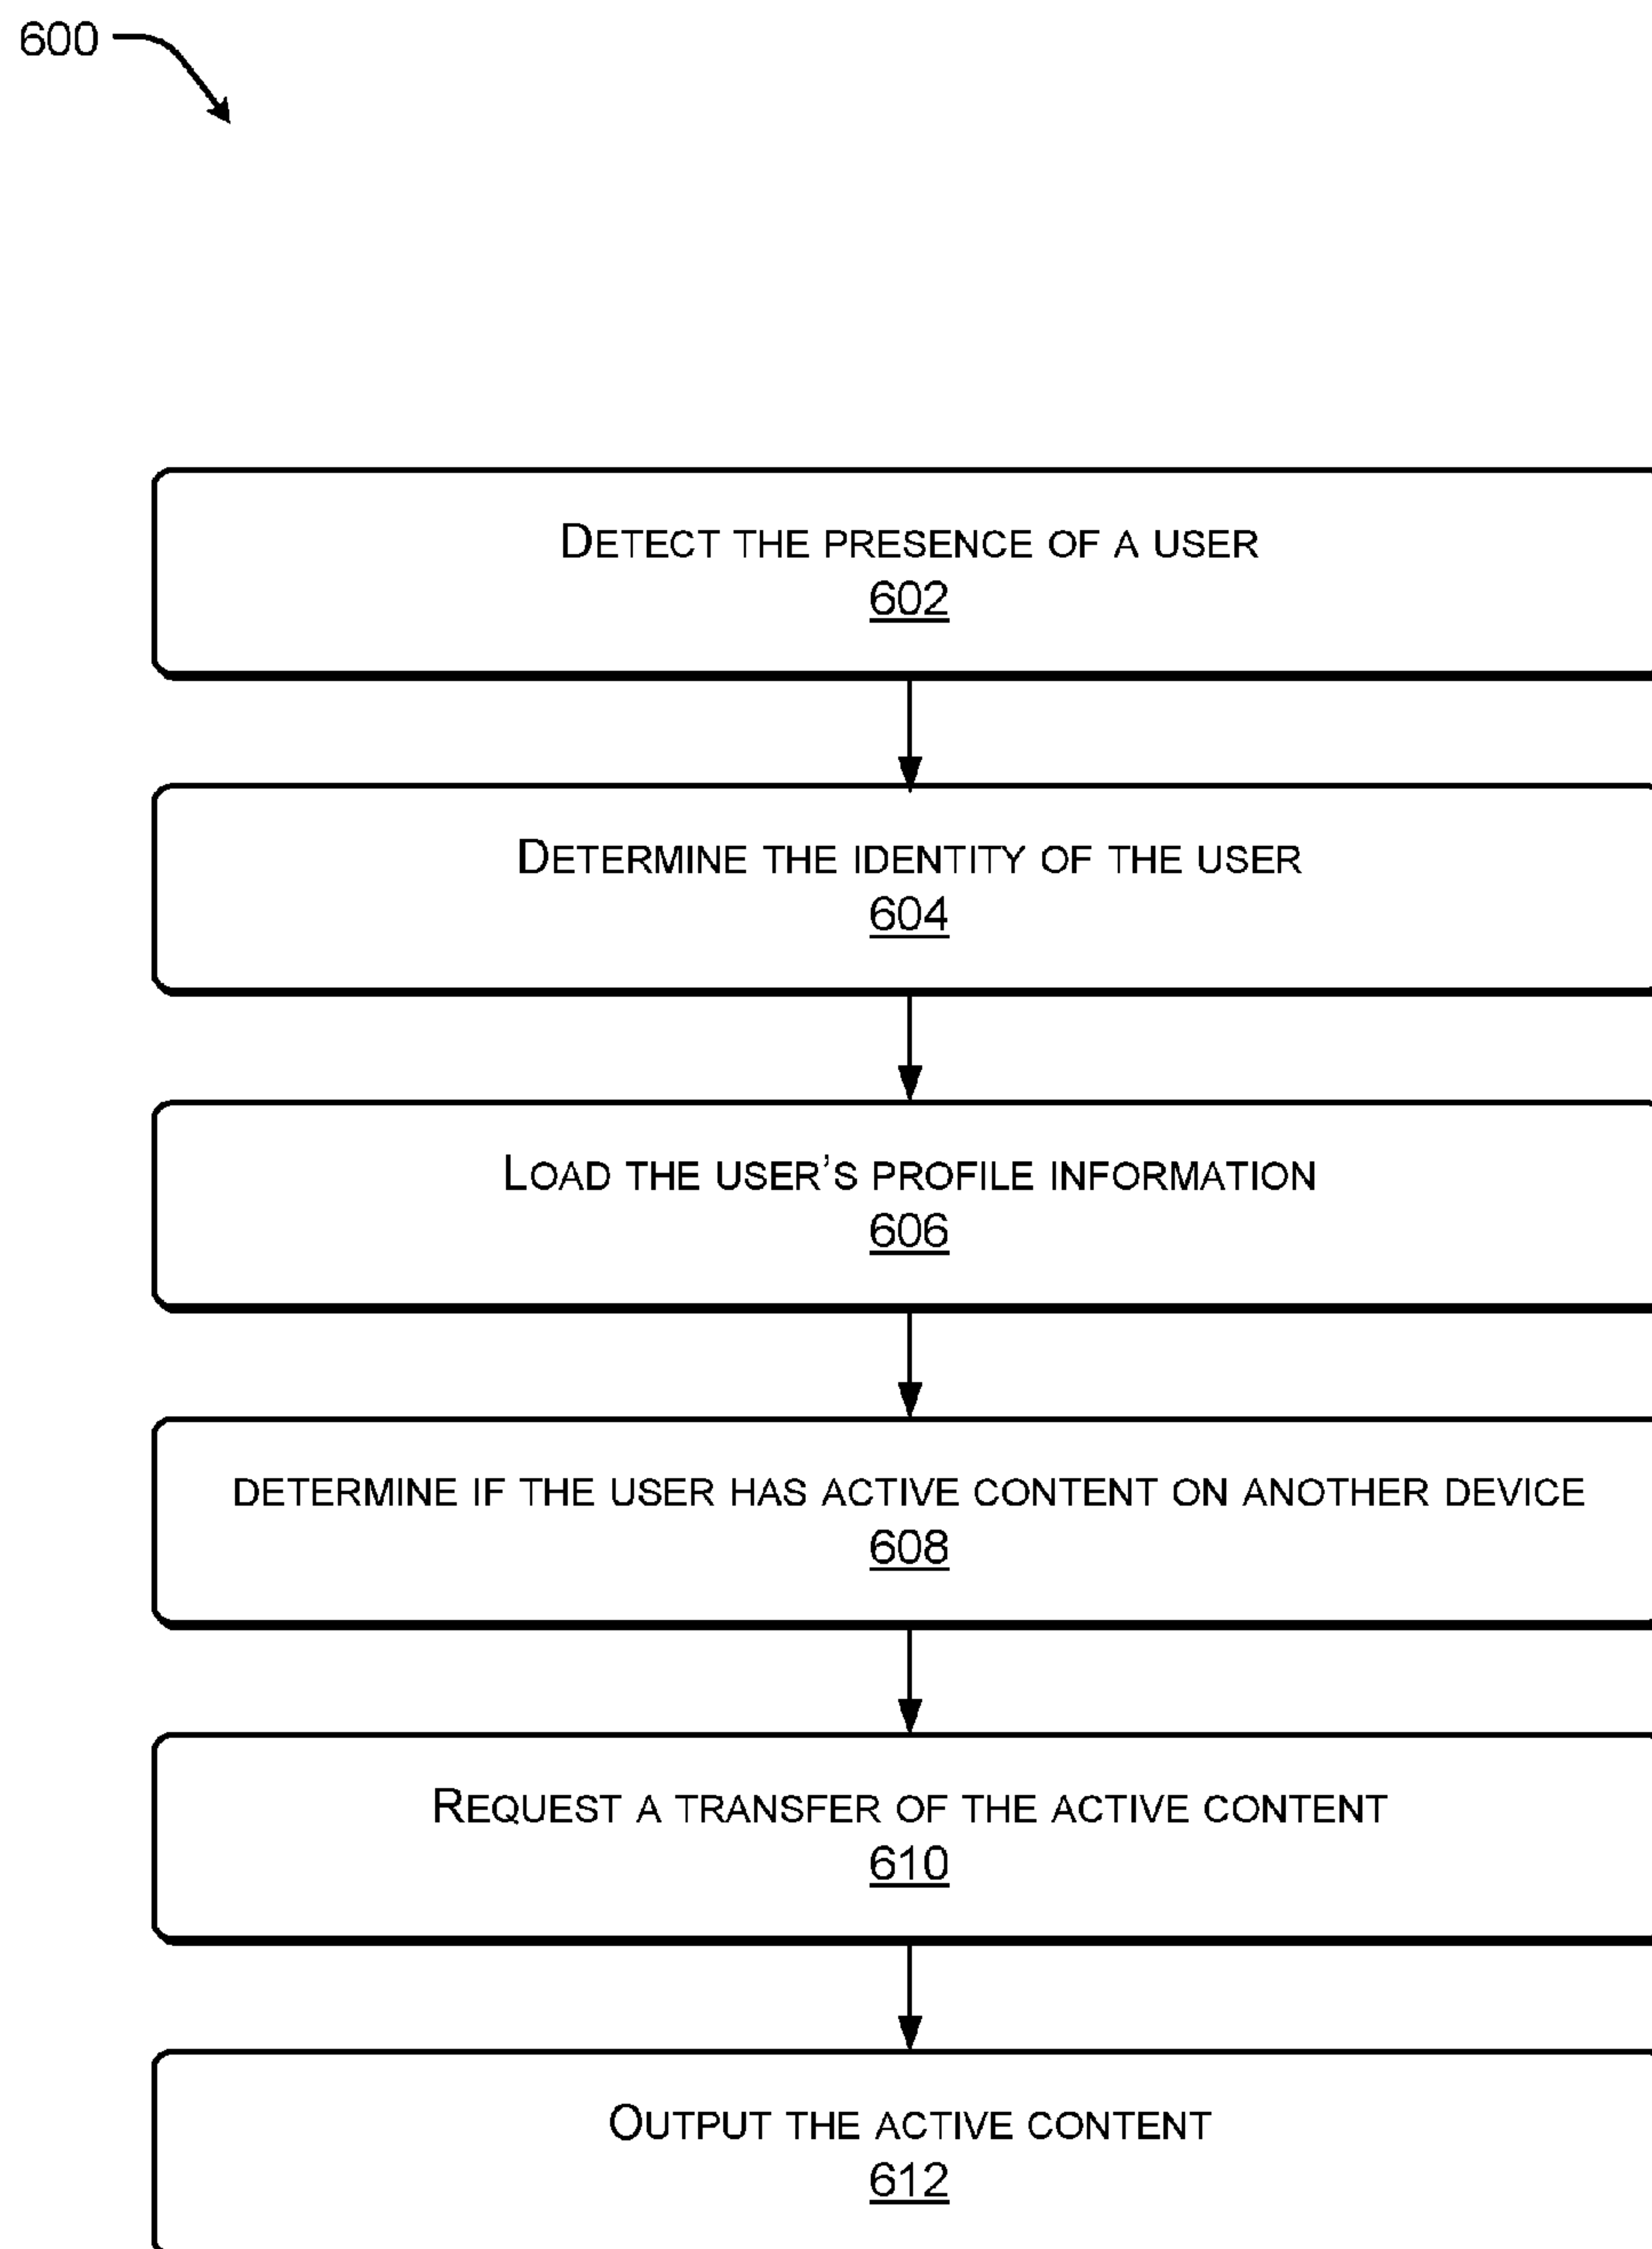 600
DETECT THE PRESENCE OF A USER
602
DETERMINE THE IDENTITY OF THE USER
604
LOAD THE USER'S PROFILE INFORMATION
606
DETERMINE IF THE USER HAS ACTIVE CONTENT ON ANOTHER DEVICE
608
REQUEST A TRANSFER OF THE ACTIVE CONTENT
610
OUTPUT THE ACTIVE CONTENT
612